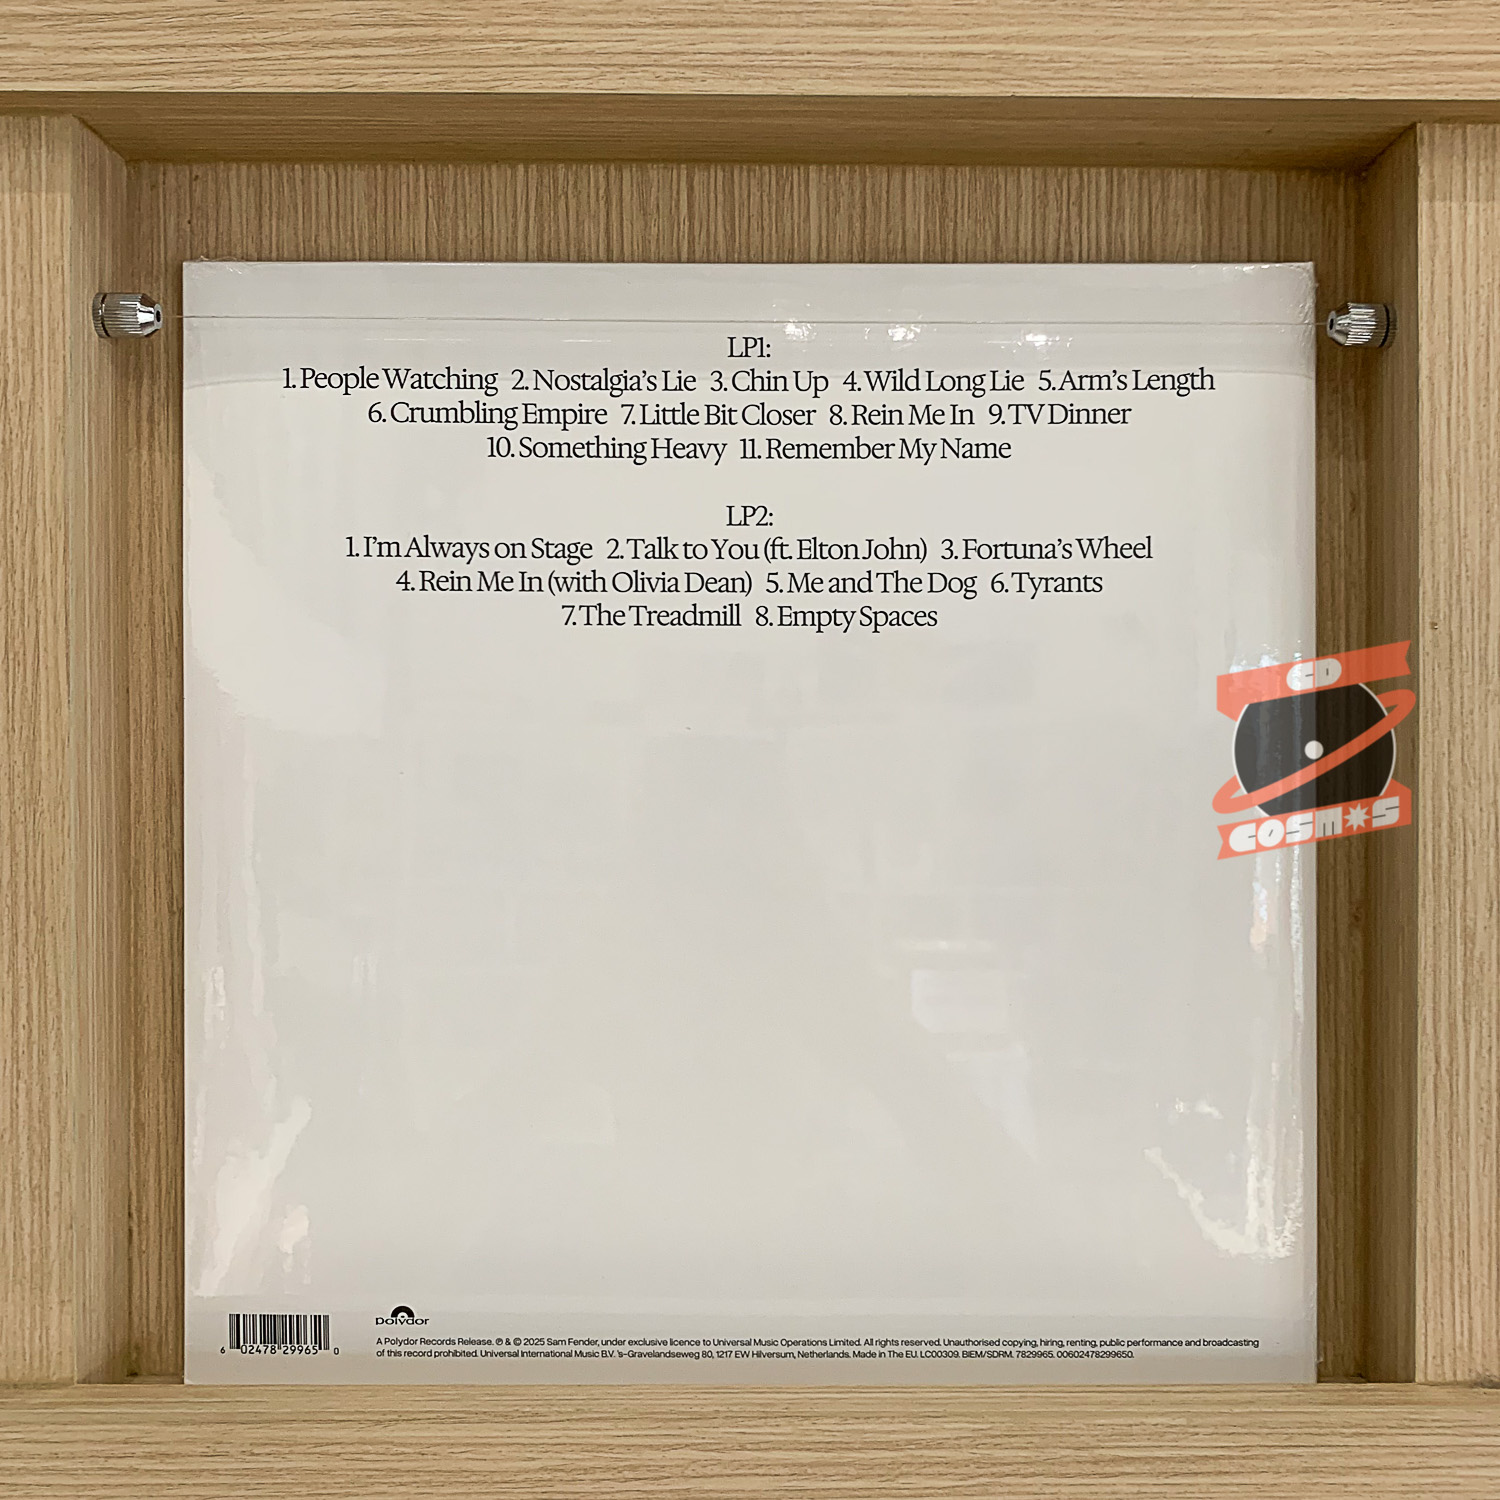 LP1:
1. People Watching 2. Nostalgia's Lie 3. Chin Up 4. Wild Long Lie 5. Arm's Length
6. Crumbling Empire 7. Little Bit Closer 8. Rein Me In 9. TV Dinner
10. Something Heavy 11. Remember My Name
LP2:
1. I'm Always on Stage 2. Talk to You (ft. Elton John) 3. Fortuna's Wheel
4. Rein Me In (with Olivia Dean) 5. Me and The Dog 6. Tyrants
7. The Treadmill 8. Empty Spaces
CD
COSMOS
6 02478 29965 0
polydor
A Polydor Records Release. ℗ & © 2025 Sam Fender, under exclusive licence to Universal Music Operations Limited. All rights reserved. Unauthorised copying, hiring, renting, public performance and broadcasting
of this record prohibited. Universal International Music B.V. 's-Gravelandseweg 80, 1217 EW Hilversum, Netherlands. Made in The EU. LC00309. BIEM/SDRM. 7829965. 00602478299650.